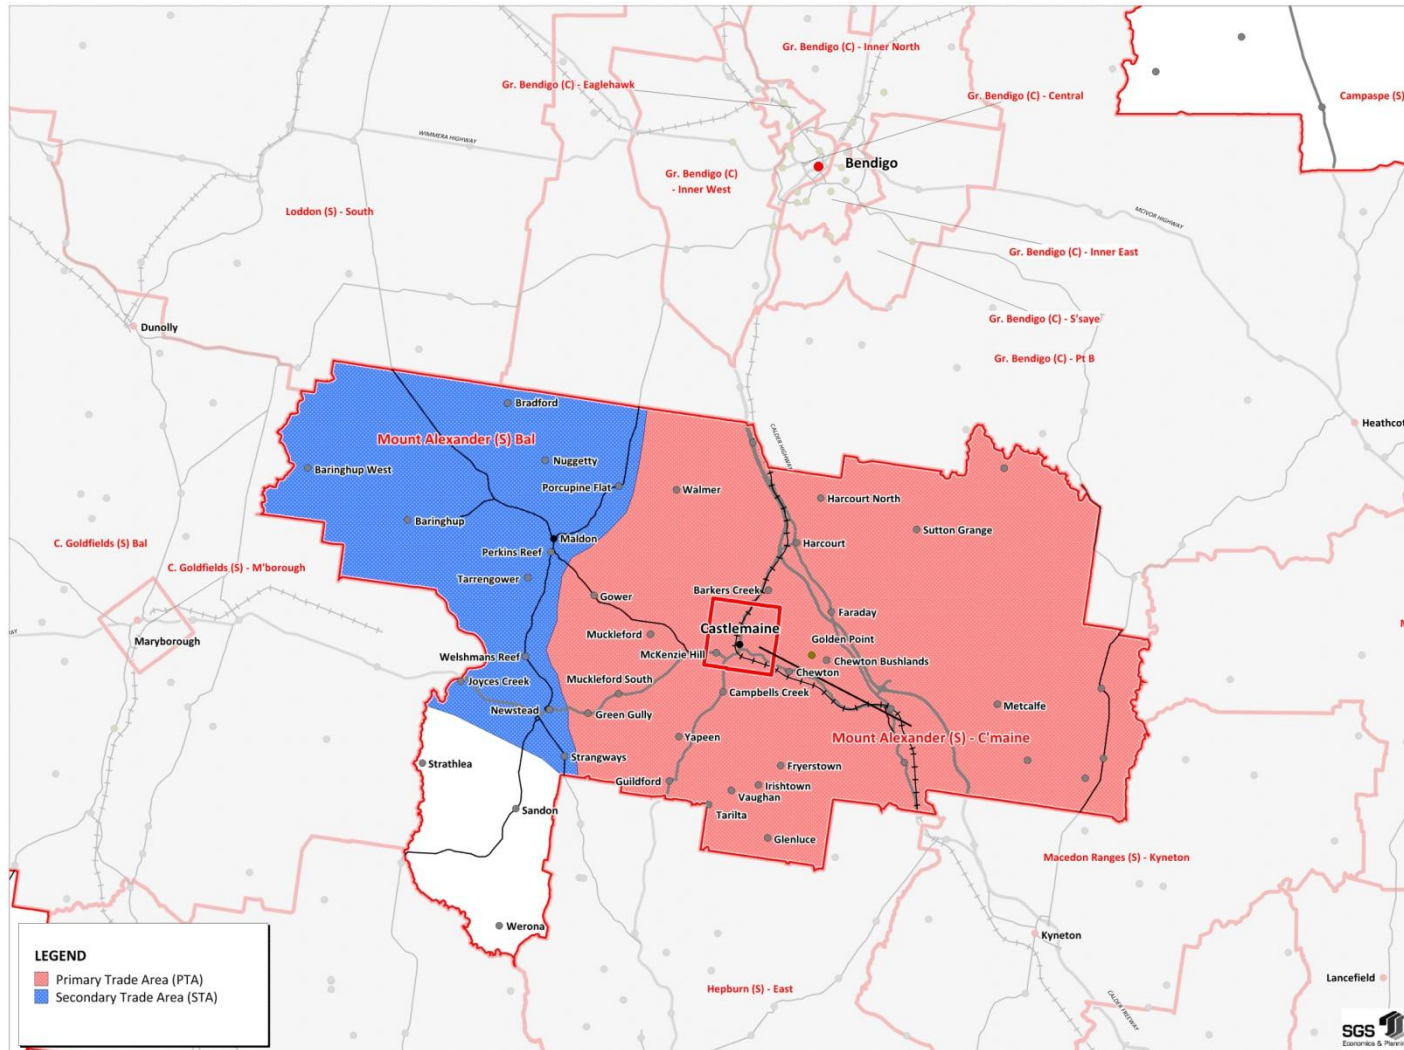 Gr. Bendigo (C) - Inner North
Gr. Bendigo (C) - Eaglehawk
Gr. Bendigo (C) - Central
Campaspe (S)
WIMMERA HIGHWAY
Bendigo
Gr. Bendigo (C)
- Inner West
Loddon (S) - South
MCIVOR HIGHWAY
Gr. Bendigo (C) - Inner East
Gr. Bendigo (C) - S'saye
Dunolly
Gr. Bendigo (C) - Pt B
Bradford
Heathcot
Mount Alexander (S) Bal
CALDER HIGHWAY
Nuggetty
Baringhup West
Porcupine Flat
Walmer
Harcourt North
Baringhup
Sutton Grange
Maldon
C. Goldfields (S) Bal
Harcourt
Perkins Reef
C. Goldfields (S) - M'borough
Tarrengower
Barkers Creek
Gower
Faraday
Castlemaine
Muckleford
Golden Point
Maryborough
McKenzie Hill
Welshmans Reef
Chewton Bushlands
Chewton
Joyces Creek
Muckleford South
Campbells Creek
Newstead
Green Gully
Metcalfe
Yapeen
Mount Alexander (S) - C'maine
Strangways
Strathlea
Fryerstown
Guildford
Irishtown
Vaughan
Sandon
Tarilta
Glenluce
Macedon Ranges (S) - Kyneton
Werona
Kyneton
LEGEND
Primary Trade Area (PTA)
Secondary Trade Area (STA)
Lancefield
Hepburn (S) - East
CALDER FREEWAY
SGS
Economics & Plannin